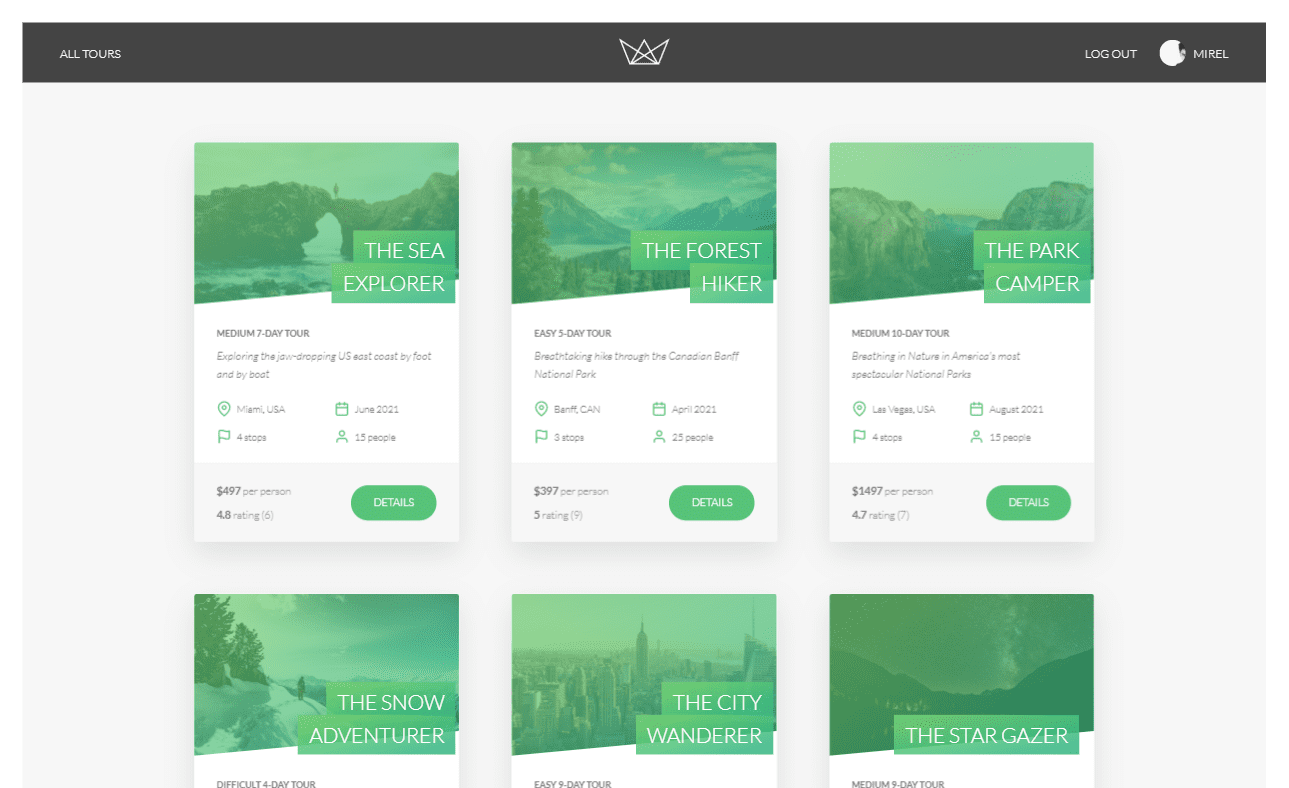 ALL TOURS
LOG OUT
MIREL
THE SEA
EXPLORER
MEDIUM 7-DAY TOUR
Exploring the jaw-dropping US east coast by foot
and by boat
Miami, USA
June 2021
4 stops
15 people
$497 per person
4.8 rating (6)
DETAILS
THE FOREST
HIKER
EASY 5-DAY TOUR
Breathtaking hike through the Canadian Banff
National Park
Banff, CAN
April 2021
3 stops
25 people
$397 per person
5 rating (9)
DETAILS
THE PARK
CAMPER
MEDIUM 10-DAY TOUR
Breathing in Nature in America's most
spectacular National Parks
Las Vegas, USA
August 2021
4 stops
15 people
$1497 per person
4.7 rating (7)
DETAILS
THE SNOW
ADVENTURER
DIFFICULT 4-DAY TOUR
THE CITY
WANDERER
EASY 9-DAY TOUR
THE STAR GAZER
MEDIUM 9-DAY TOUR